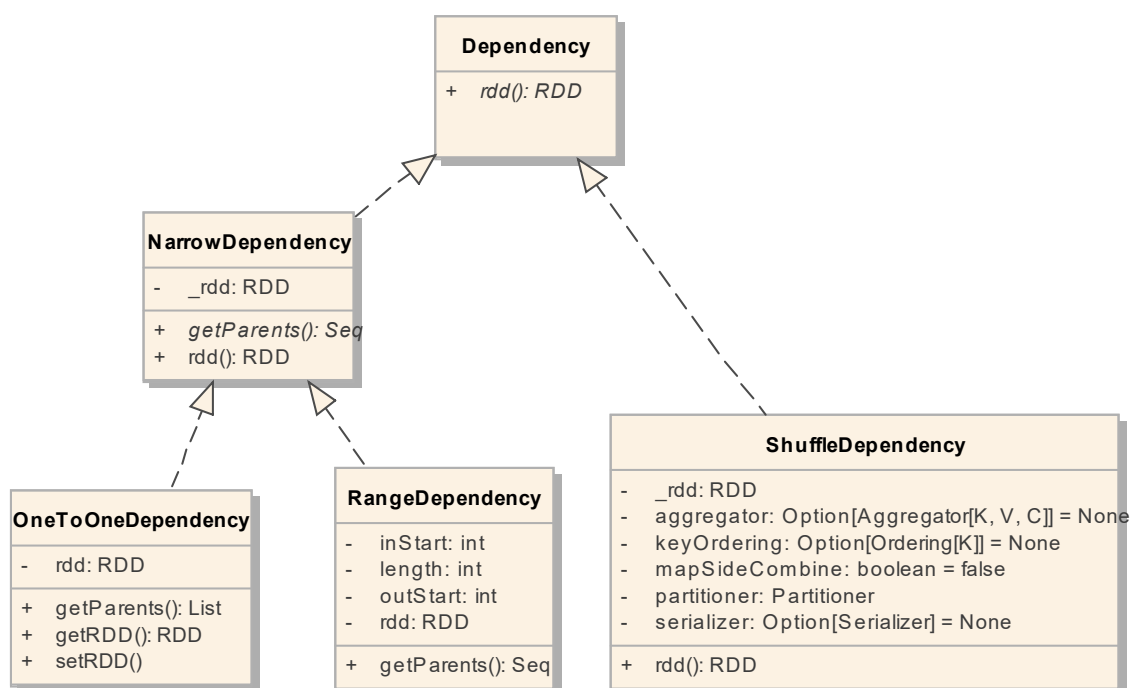 Dependency
+ rdd(): RDD
NarrowDependency
- _rdd: RDD
+ getParents(): Seq
+ rdd(): RDD
OneToOneDependency
- rdd: RDD
+ getParents(): List
+ getRDD(): RDD
+ setRDD()
RangeDependency
- inStart: int
- length: int
- outStart: int
- rdd: RDD
+ getParents(): Seq
ShuffleDependency
- _rdd: RDD
- aggregator: Option[Aggregator[K, V, C]] = None
- keyOrdering: Option[Ordering[K]] = None
- mapSideCombine: boolean = false
- partitioner: Partitioner
- serializer: Option[Serializer] = None
+ rdd(): RDD